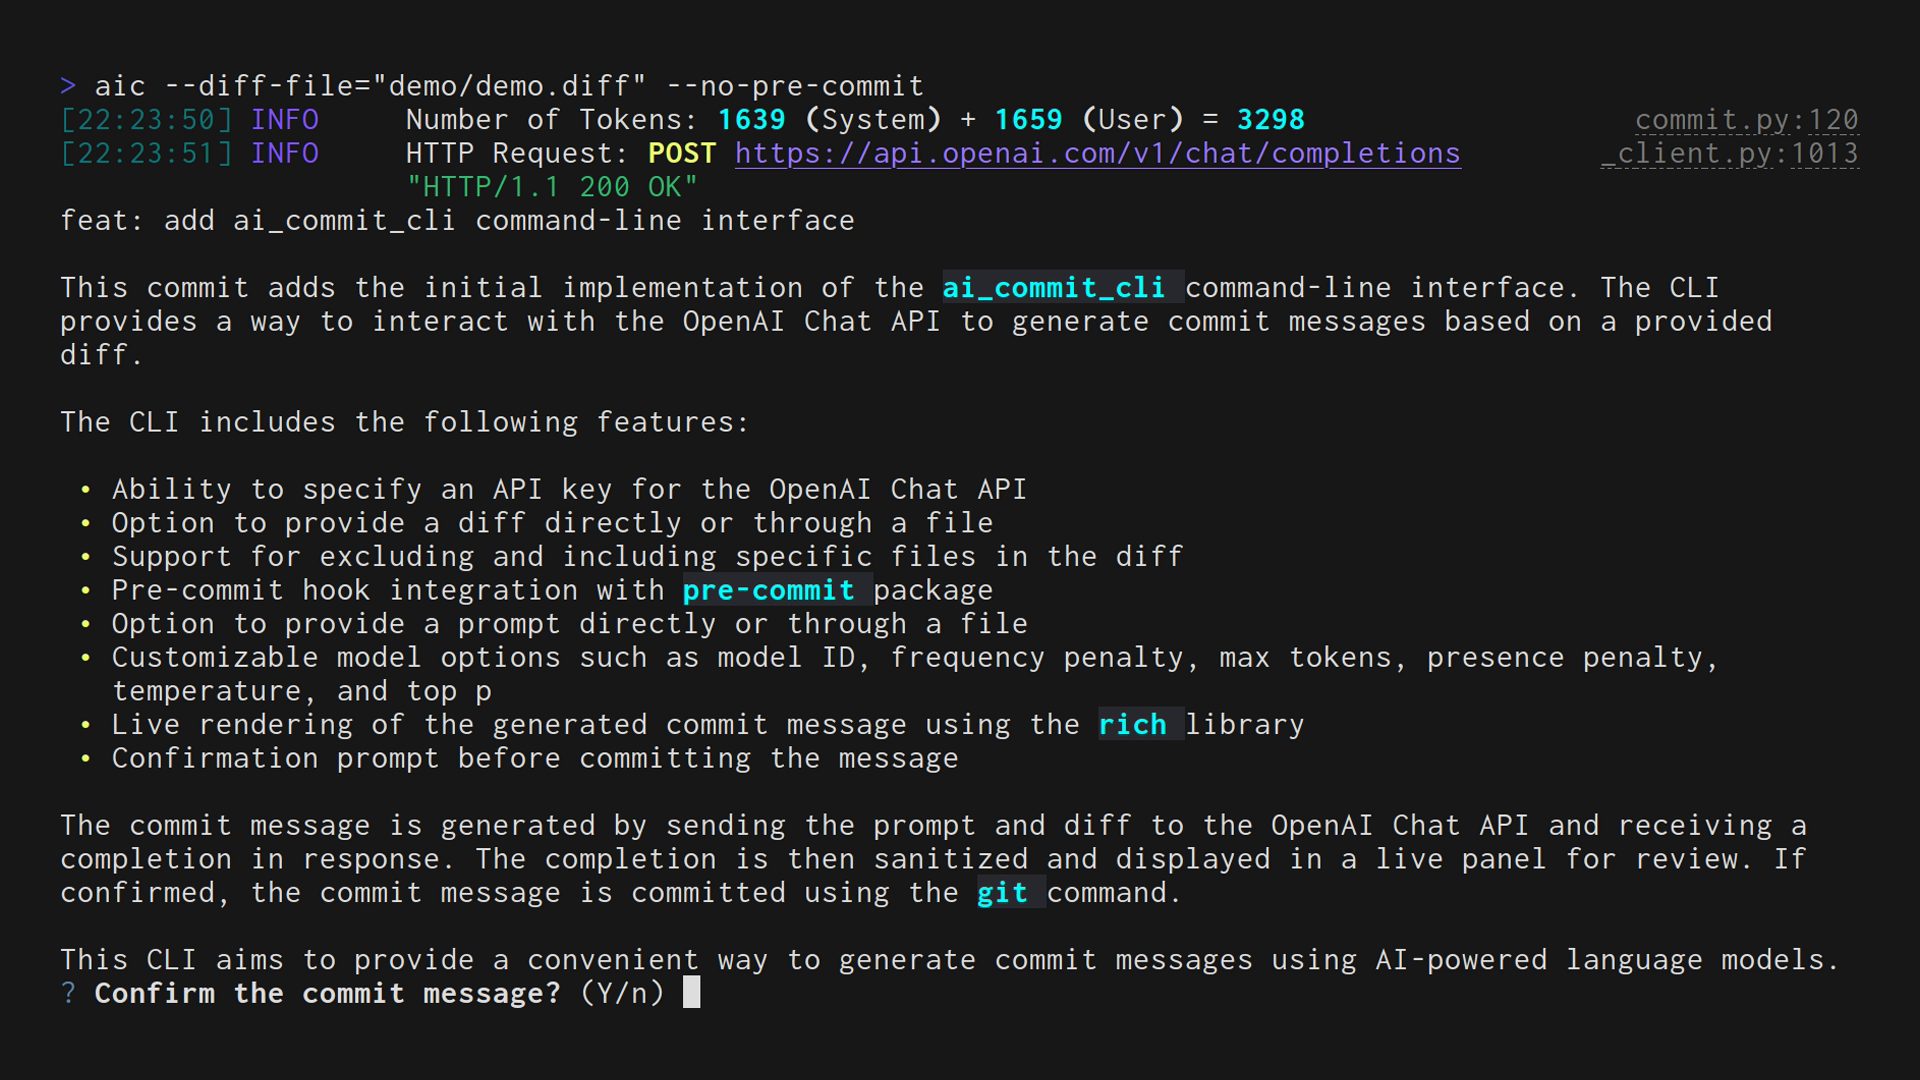 > aic --diff-file="demo/demo.diff" --no-pre-commit
[22:23:50] INFO     Number of Tokens: 1639 (System) + 1659 (User) = 3298     commit.py:120
[22:23:51] INFO     HTTP Request: POST https://api.openai.com/v1/chat/completions     _client.py:1013
"HTTP/1.1 200 OK"
feat: add ai_commit_cli command-line interface
This commit adds the initial implementation of the ai_commit_cli command-line interface. The CLI
provides a way to interact with the OpenAI Chat API to generate commit messages based on a provided
diff.
The CLI includes the following features:
• Ability to specify an API key for the OpenAI Chat API
• Option to provide a diff directly or through a file
• Support for excluding and including specific files in the diff
• Pre-commit hook integration with pre-commit package
• Option to provide a prompt directly or through a file
• Customizable model options such as model ID, frequency penalty, max tokens, presence penalty,
temperature, and top p
• Live rendering of the generated commit message using the rich library
• Confirmation prompt before committing the message
The commit message is generated by sending the prompt and diff to the OpenAI Chat API and receiving a
completion in response. The completion is then sanitized and displayed in a live panel for review. If
confirmed, the commit message is committed using the git command.
This CLI aims to provide a convenient way to generate commit messages using AI-powered language models.
? Confirm the commit message? (Y/n)